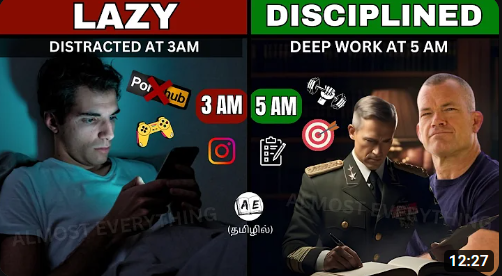 LAZY
DISCIPLINED
DISTRACTED AT 3AM
DEEP WORK AT 5 AM
Porn hub
3 AM
5 AM
AE
(தமிழில்)
ALMOST EVERYTHING
ALMOST EVERYTHING
12:27